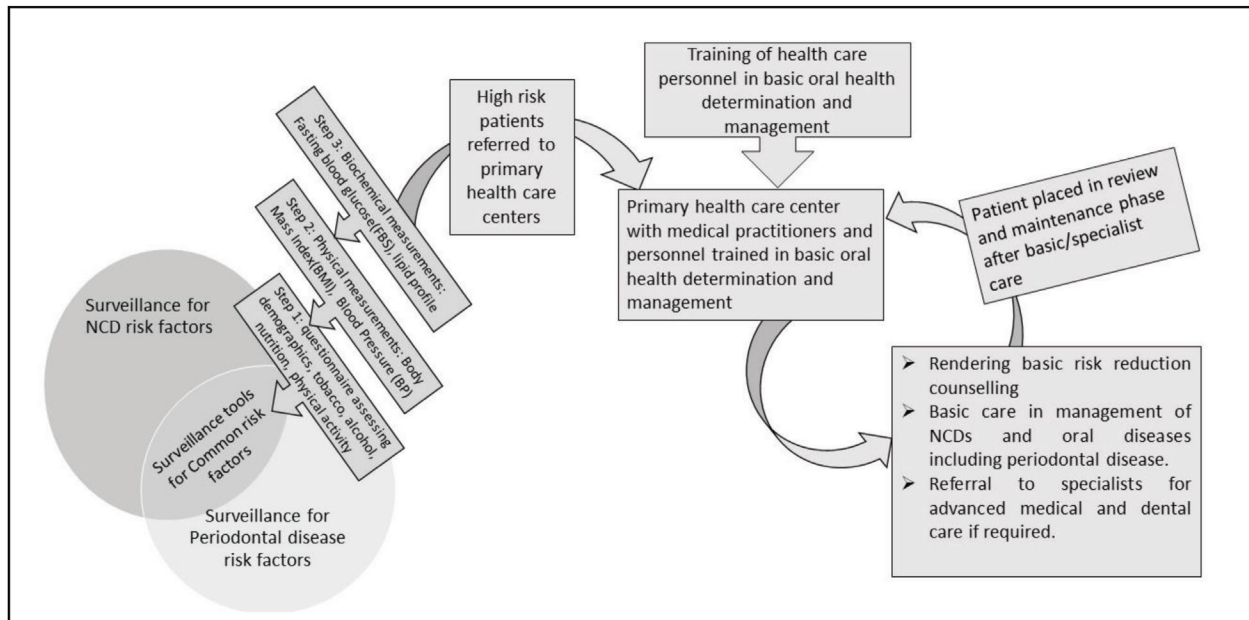 Surveillance for
NCD risk factors
Surveillance tools
for Common risk
factors
Surveillance for
Periodontal disease
risk factors
Step 1: questionnaire assessing
demographics, tobacco, alcohol,
nutrition, physical activity
Step 2: Physical measurements: Body
Mass Index(BMI), Blood Pressure (BP)
Step 3: Biochemical measurements:
Fasting blood glucose(FBS), lipid profile
High risk
patients
referred to
primary
health care
centers
Training of health care
personnel in basic oral health
determination and
management
Primary health care center
with medical practitioners and
personnel trained in basic oral
health determination and
management
➢ Rendering basic risk reduction
counselling
➢ Basic care in management of
NCDs and oral diseases
including periodontal disease.
➢ Referral to specialists for
advanced medical and dental
care if required.
Patient placed in review
and maintenance phase
after basic/specialist
care